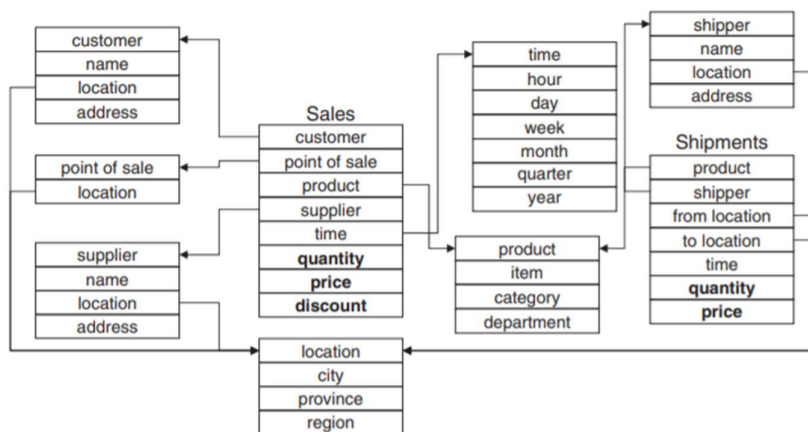 customer
name
location
address
point of sale
location
supplier
name
location
address
Sales
customer
point of sale
product
supplier
time
quantity
price
discount
location
city
province
region
time
hour
day
week
month
quarter
year
product
item
category
department
shipper
name
location
address
Shipments
product
shipper
from location
to location
time
quantity
price